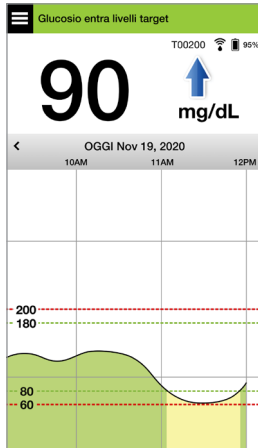 Glucosio entra livelli target
T00200 95%
90
mg/dL
< OGGI Nov 19, 2020
10AM 11AM 12PM
200
180
80
60